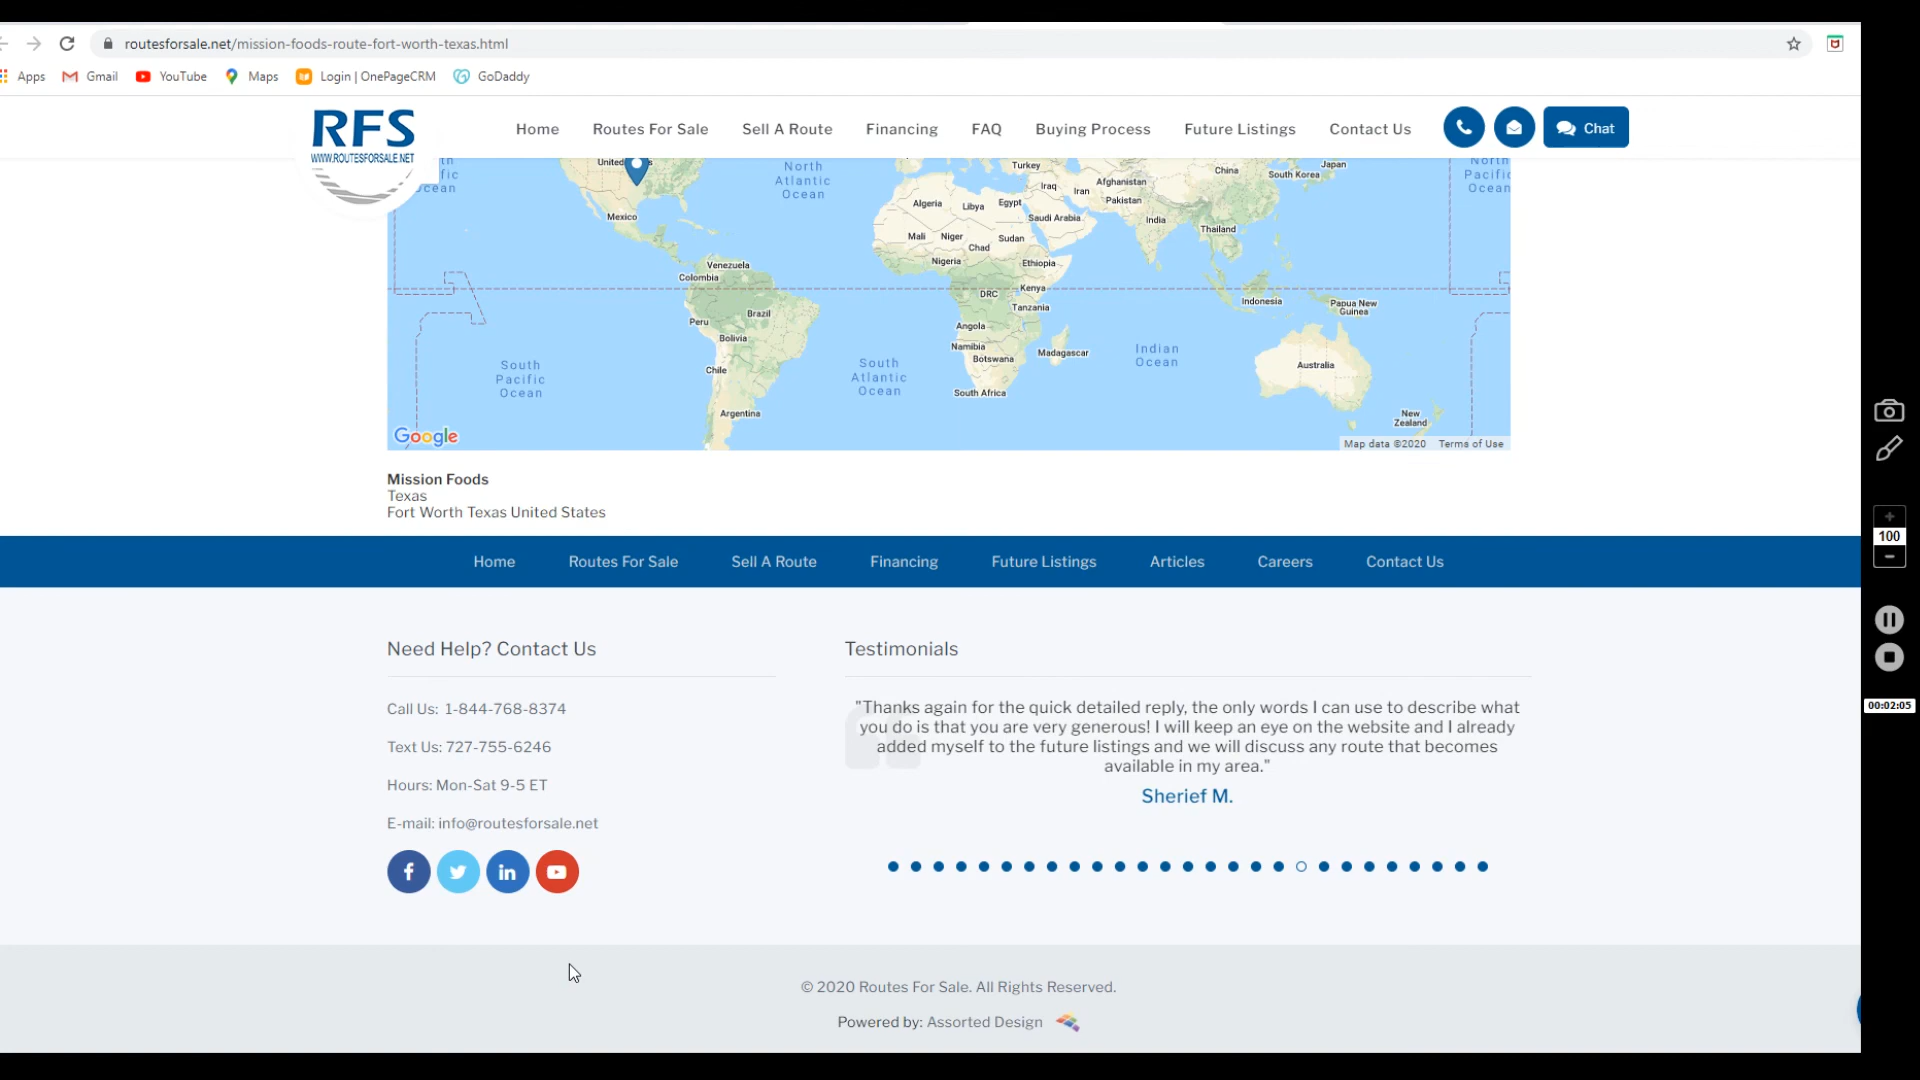 routesforsale.net/mission-foods-route-fort-worth-texas.html
Apps Gmail YouTube Maps Login | OnePageCRM GoDaddy
RFS
WWW.ROUTESFORSALE.NET
Home Routes For Sale Sell A Route Financing FAQ Buying Process Future Listings Contact Us Chat
United
Mexico
Venezuela
Colombia
Peru
Brazil
Bolivia
Chile
Argentina
South
Pacific
Ocean
North
Atlantic
Ocean
South
Atlantic
Ocean
Turkey
Iraq
Iran
Afghanistan
Pakistan
Algeria
Libya
Egypt
Saudi Arabia
India
Mali
Niger
Chad
Sudan
Nigeria
Ethiopia
DRC
Kenya
Tanzania
Angola
Namibia
Botswana
Madagascar
South Africa
China
South Korea
Japan
Thailand
Indonesia
Papua New
Guinea
Indian
Ocean
Australia
New
Zealand
North
Pacific
Ocean
Google
Map data ©2020 Terms of Use
Mission Foods
Texas
Fort Worth Texas United States
Home Routes For Sale Sell A Route Financing Future Listings Articles Careers Contact Us
Need Help? Contact Us
Call Us: 1-844-768-8374
Text Us: 727-755-6246
Hours: Mon-Sat 9-5 ET
E-mail: info@routesforsale.net
Testimonials
"Thanks again for the quick detailed reply, the only words I can use to describe what
you do is that you are very generous! I will keep an eye on the website and I already
added myself to the future listings and we will discuss any route that becomes
available in my area."
Sherief M.
© 2020 Routes For Sale. All Rights Reserved.
Powered by: Assorted Design
100
00:02:05